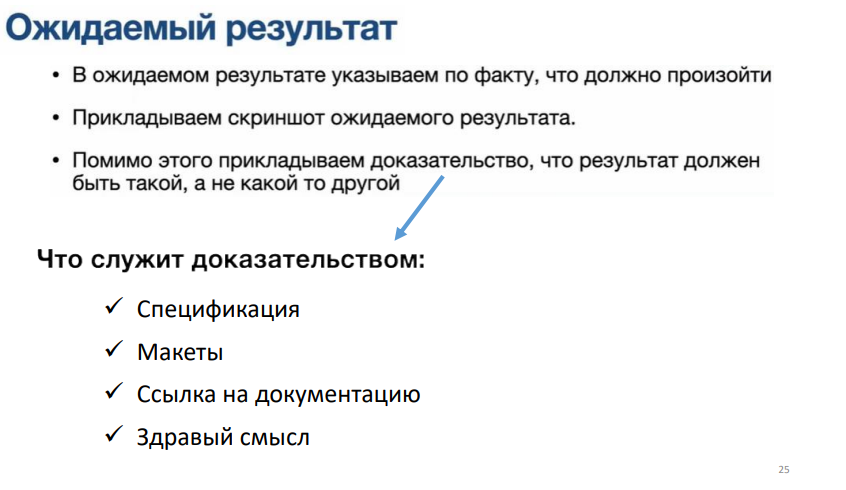 Ожидаемый результат
• В ожидаемом результате указываем по факту, что должно произойти
• Прикладываем скриншот ожидаемого результата.
• Помимо этого прикладываем доказательство, что результат должен
быть такой, а не какой то другой
Что служит доказательством:
✓ Спецификация
✓ Макеты
✓ Ссылка на документацию
✓ Здравый смысл
25